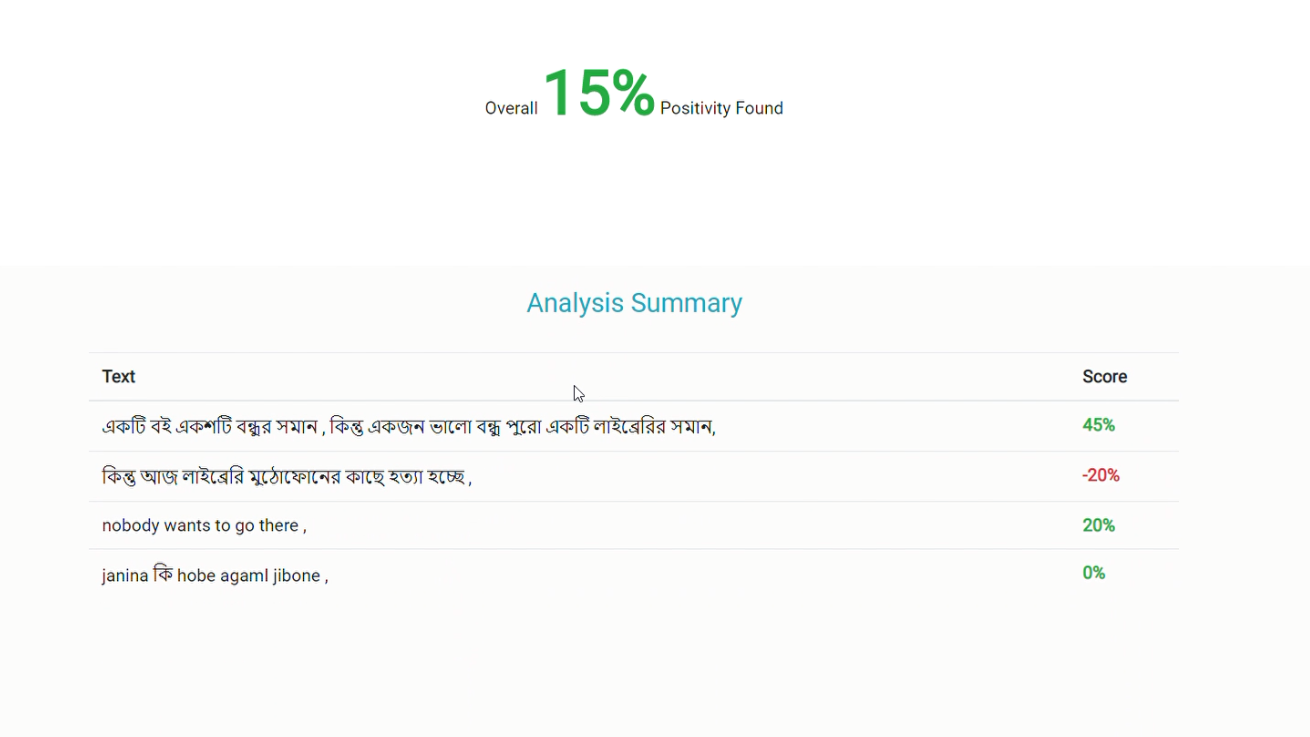 Overall 15% Positivity Found
Analysis Summary
Text Score
একটি বই একশটি বন্ধুর সমান , কিন্তু একজন ভালো বন্ধু পুরো একটি লাইব্রেরির সমান, 45%
কিন্তু আজ লাইব্রেরি মুঠোফোনের কাছে হত্যা হচ্ছে , -20%
nobody wants to go there , 20%
janina কি hobe agamI jibone , 0%